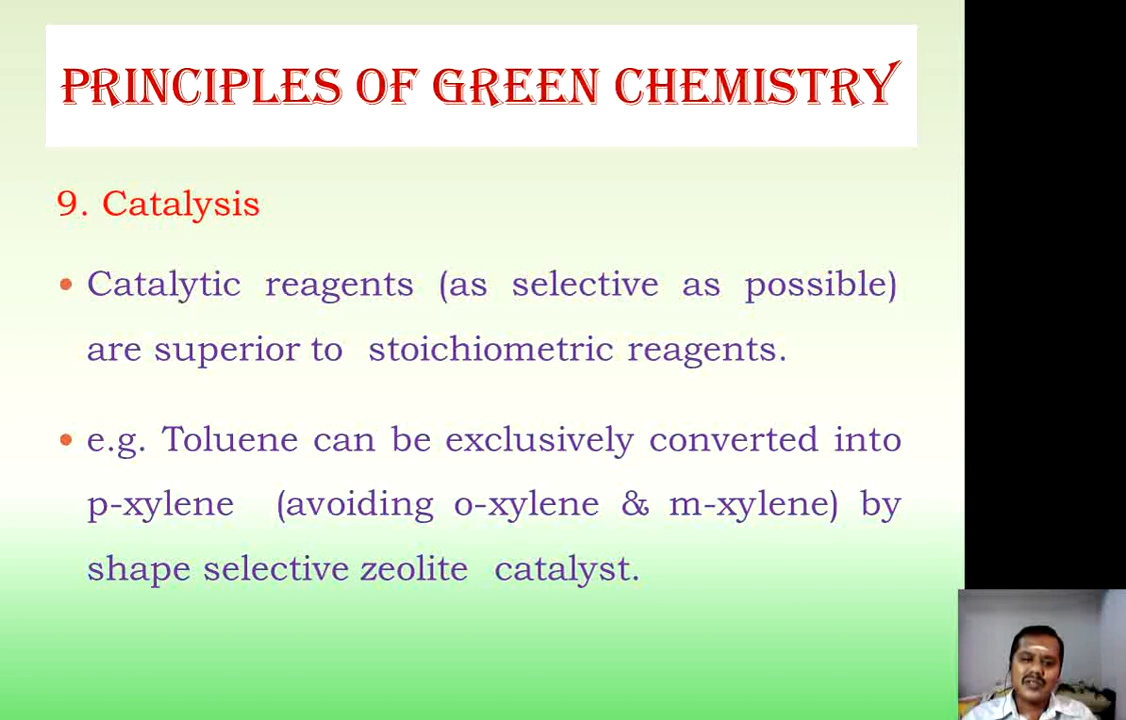 PRINCIPLES OF GREEN CHEMISTRY
9. Catalysis
• Catalytic reagents (as selective as possible)
are superior to stoichiometric reagents.
• e.g. Toluene can be exclusively converted into
p-xylene (avoiding o-xylene & m-xylene) by
shape selective zeolite catalyst.